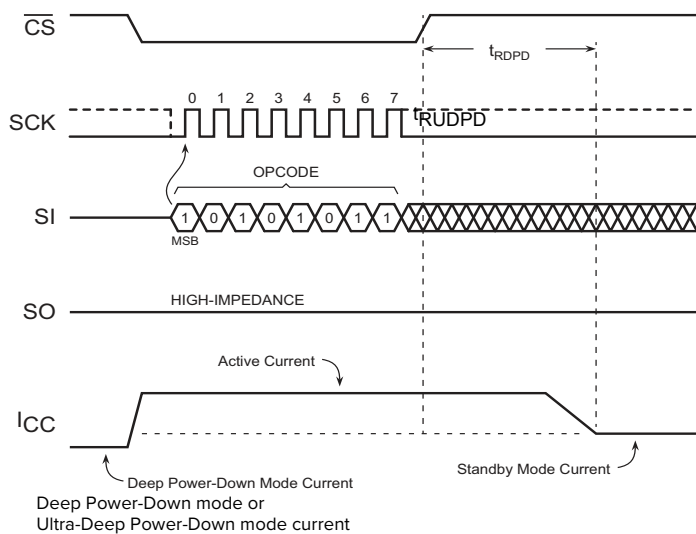 CS
tRDPD
0 1 2 3 4 5 6 7
SCK
tRUDPD
OPCODE
SI
1 0 1 0 1 0 1 1
MSB
SO
HIGH-IMPEDANCE
Active Current
ICC
Deep Power-Down Mode Current
Standby Mode Current
Deep Power-Down mode or
Ultra-Deep Power-Down mode current